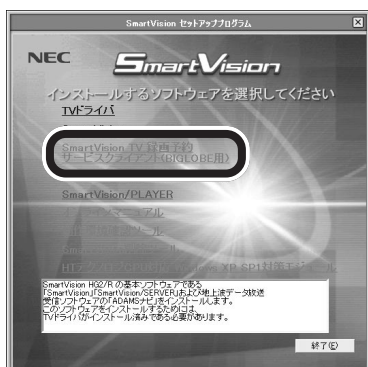 SmartVision セットアッププログラム
NEC
SmartVision
インストールするソフトウェアを選択してください
TVドライバ
SmartVision TV 録画予約
サービスクライアント(BIGLOBE用)
SmartVision/PLAYER
マニュアル
SmartVision HG2/R の基本ソフトウェアである
「SmartVision」「SmartVision/SERVER」および地上波データ放送
受信ソフトウェアの「ADAMSナビ」をインストールします。
このソフトウェアをインストールするためには、
TVドライバがインストール済みである必要があります。
終了(E)